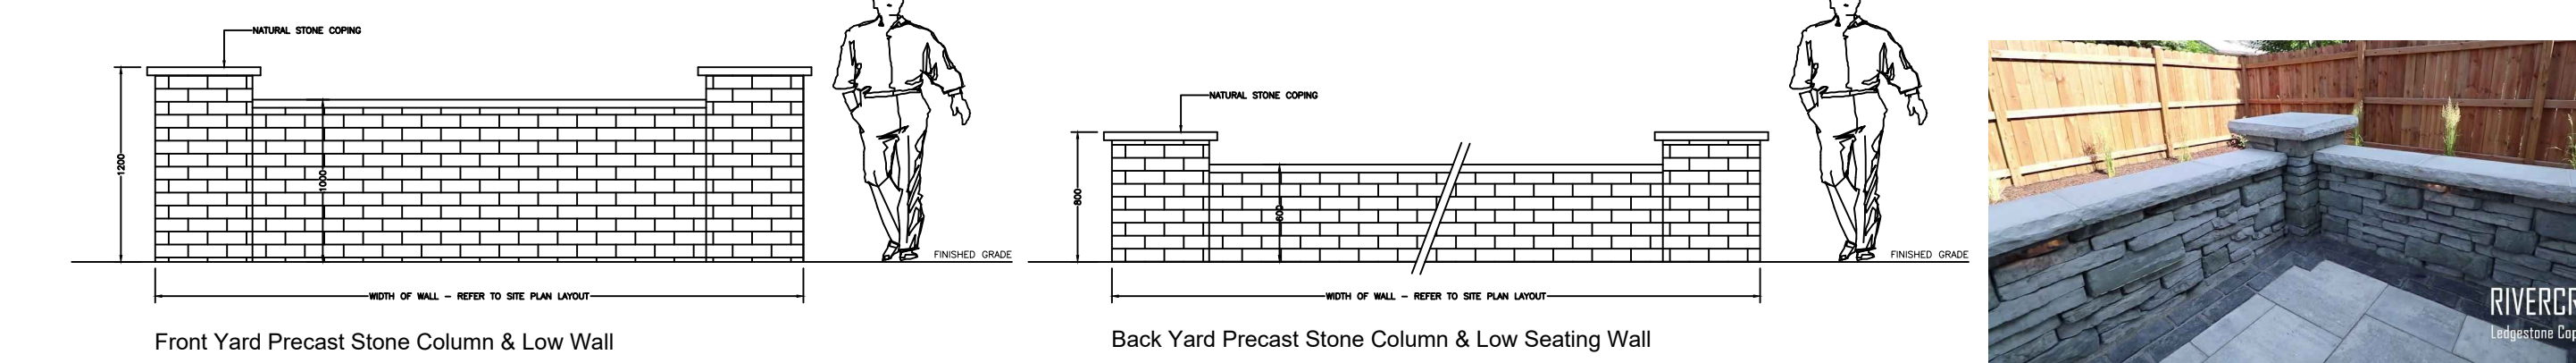 NATURAL STONE COPING
1200
1000
FINISHED GRADE
WIDTH OF WALL – REFER TO SITE PLAN LAYOUT
Front Yard Precast Stone Column & Low Wall
NATURAL STONE COPING
800
600
FINISHED GRADE
WIDTH OF WALL – REFER TO SITE PLAN LAYOUT
Back Yard Precast Stone Column & Low Seating Wall